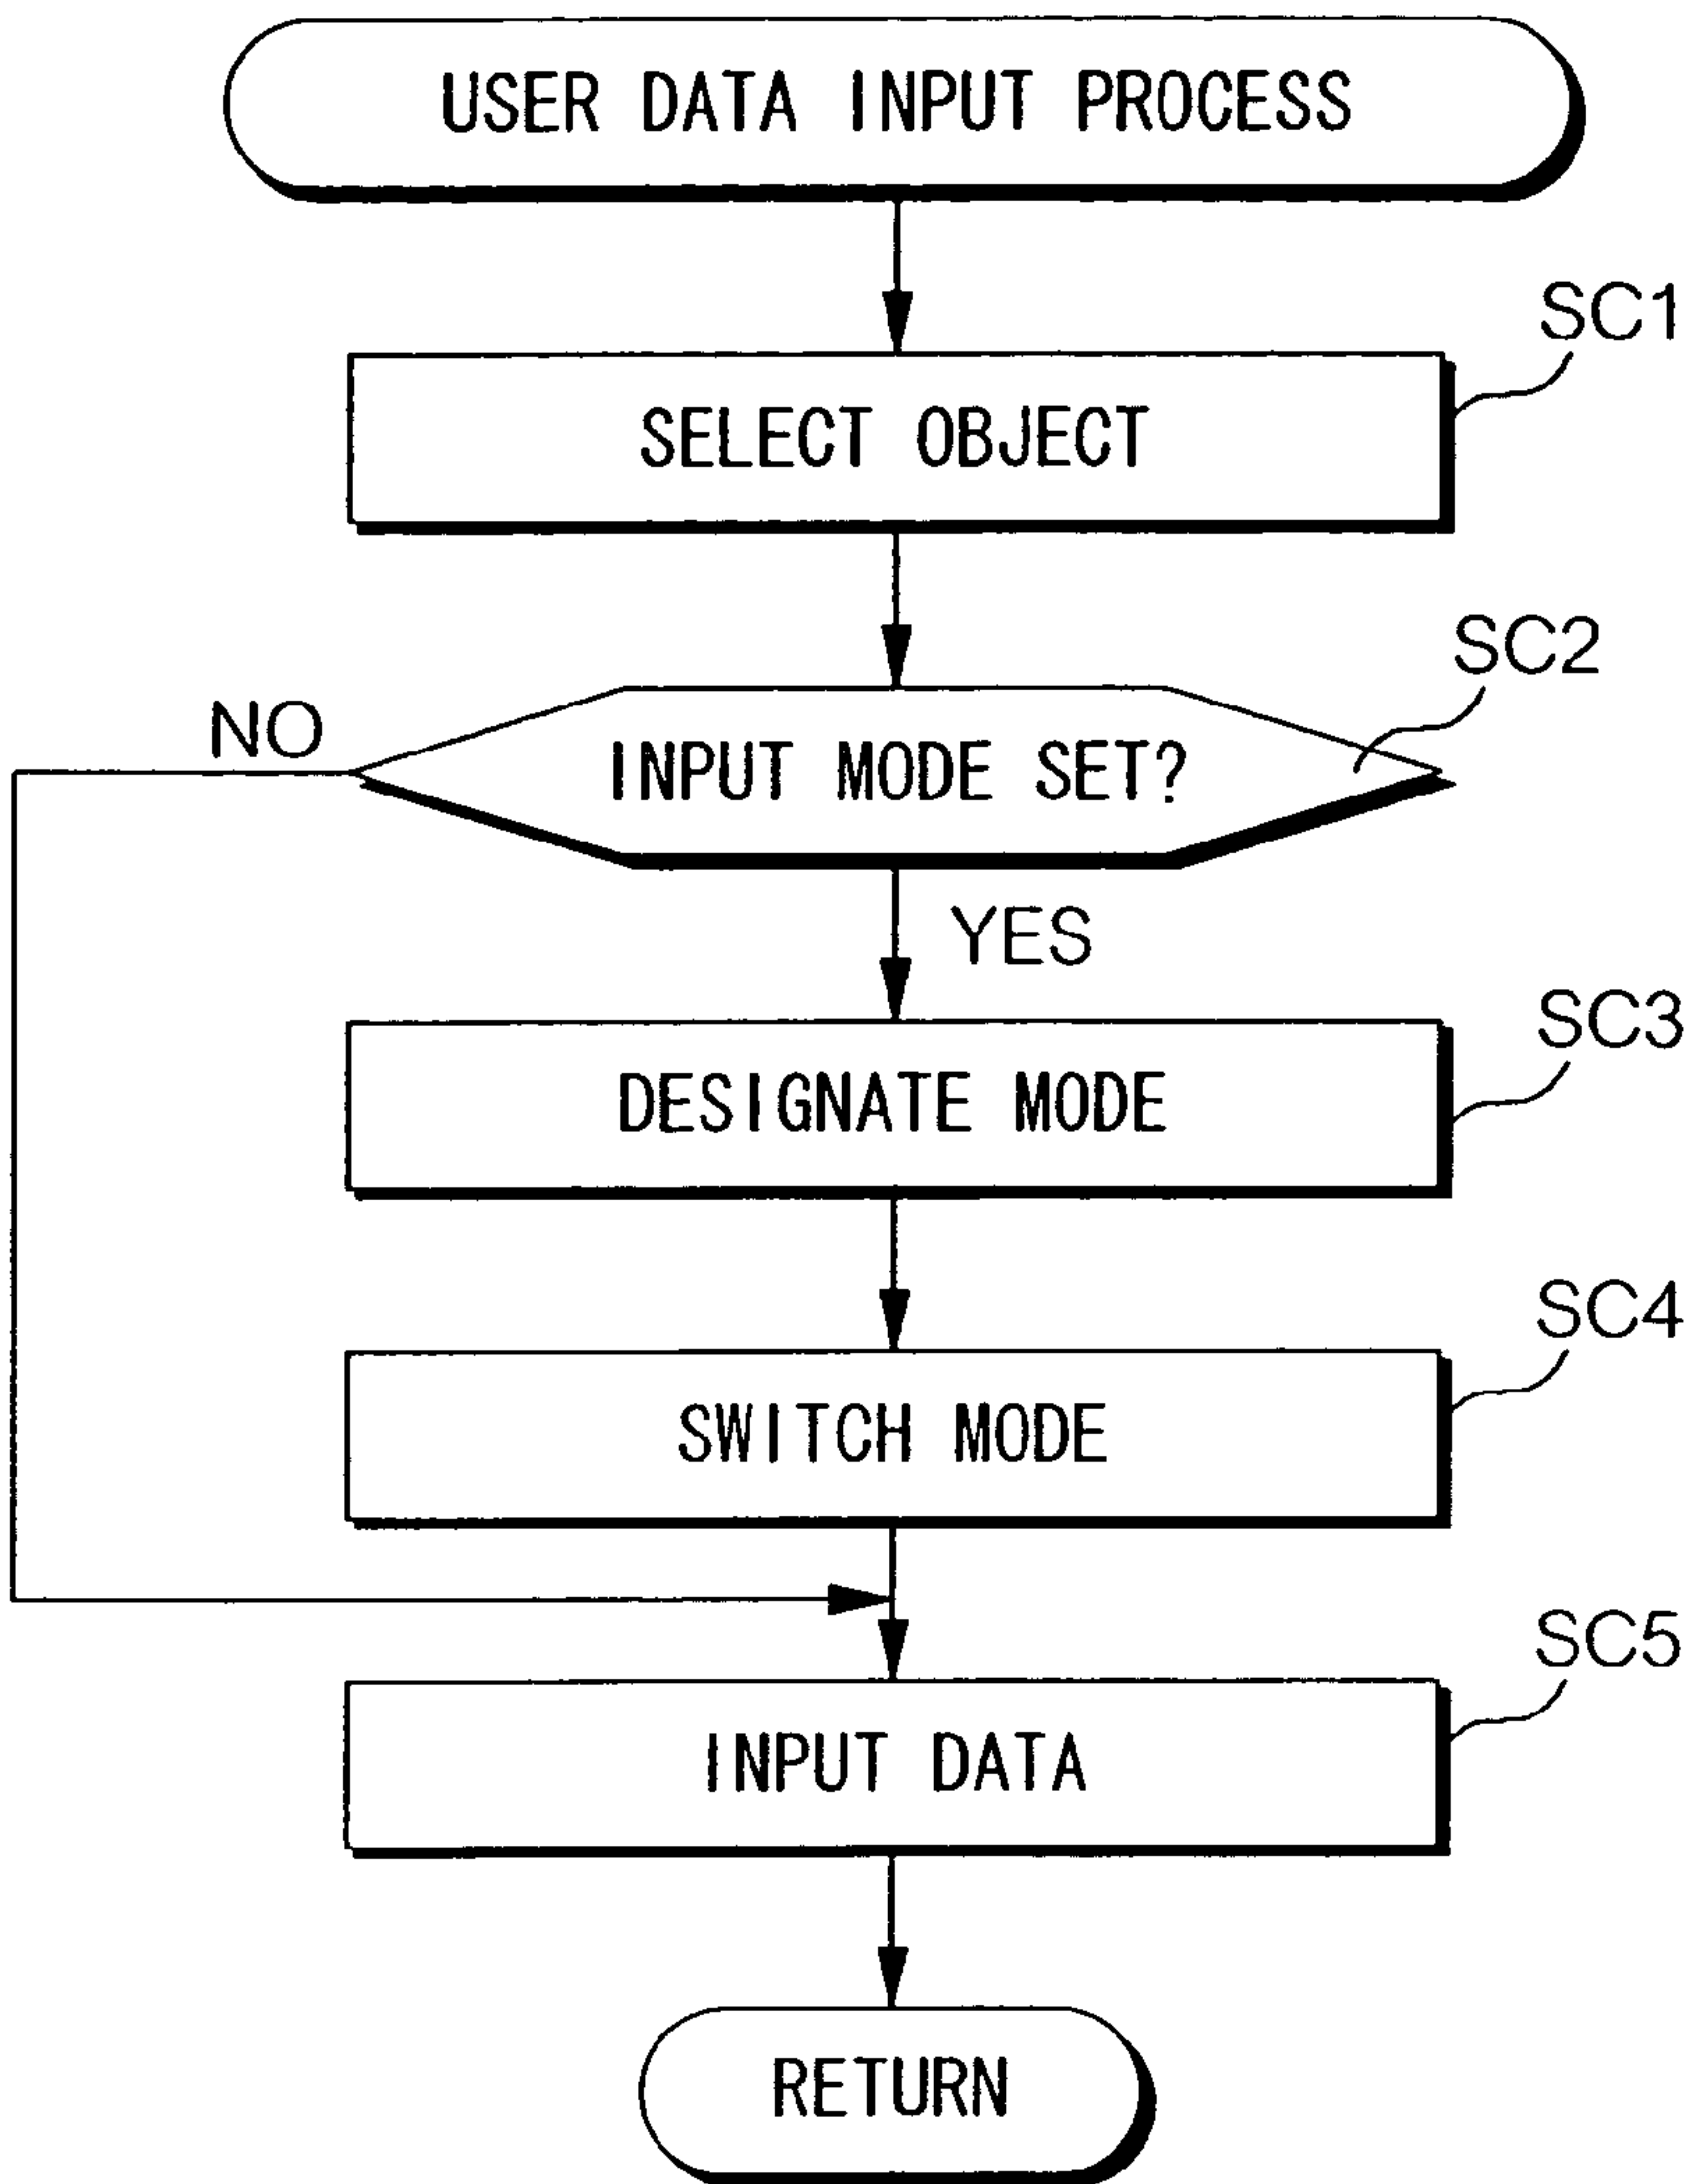 USER DATA INPUT PROCESS
SC1
SELECT OBJECT
SC2
NO
INPUT MODE SET?
YES
SC3
DESIGNATE MODE
SC4
SWITCH MODE
SC5
INPUT DATA
RETURN